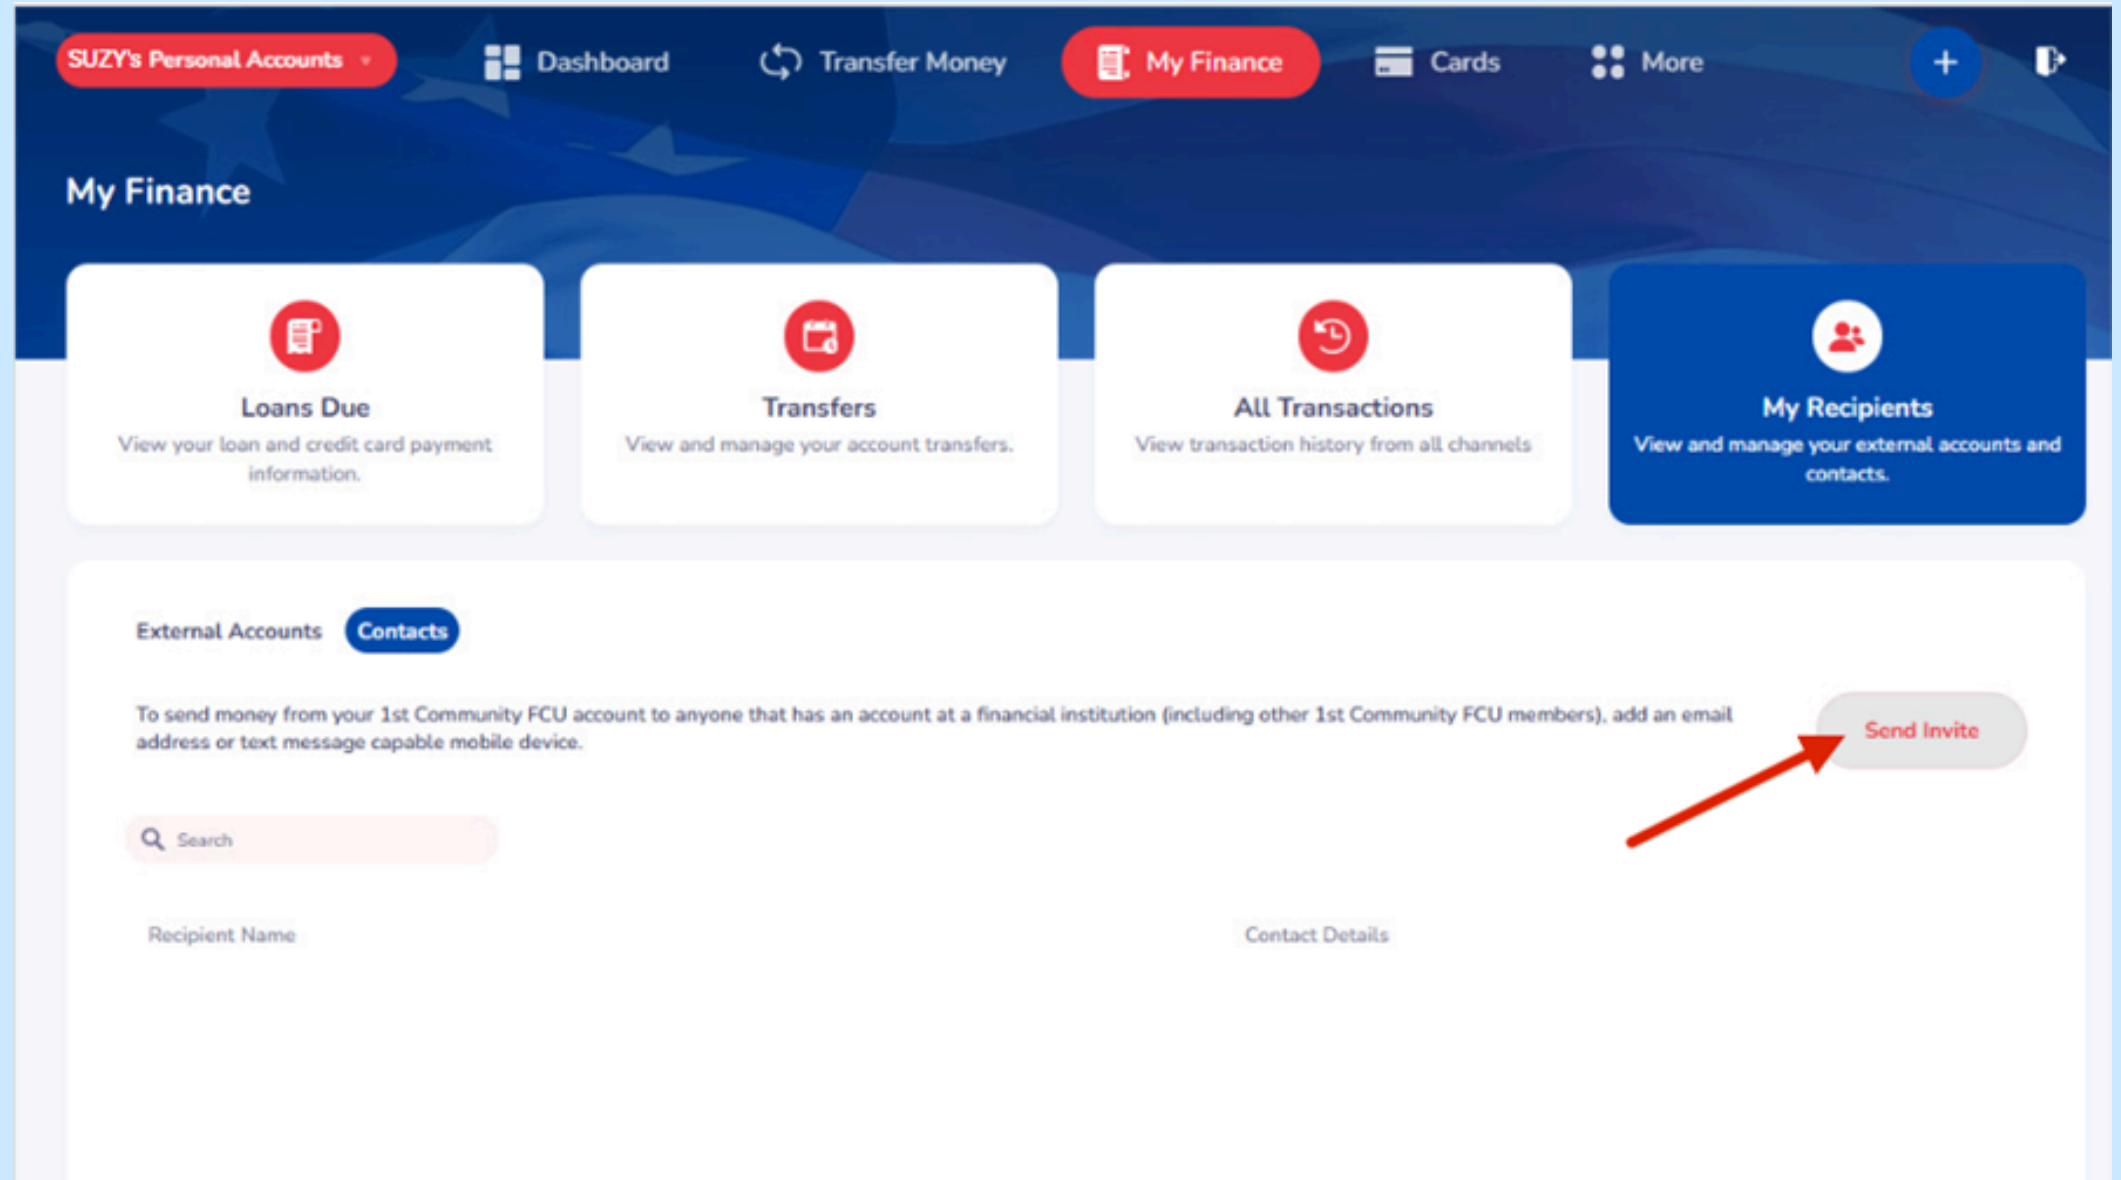 SUZY's Personal Accounts
Dashboard
Transfer Money
My Finance
Cards
More
My Finance
Loans Due
View your loan and credit card payment
information.
Transfers
View and manage your account transfers.
All Transactions
View transaction history from all channels
My Recipients
View and manage your external accounts and
contacts.
External Accounts
Contacts
To send money from your 1st Community FCU account to anyone that has an account at a financial institution (including other 1st Community FCU members), add an email
address or text message capable mobile device.
Send Invite
Search
Recipient Name
Contact Details